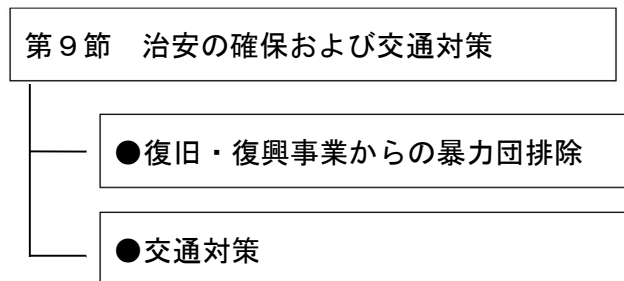 第９節　治安の確保および交通対策
●復旧・復興事業からの暴力団排除
●交通対策